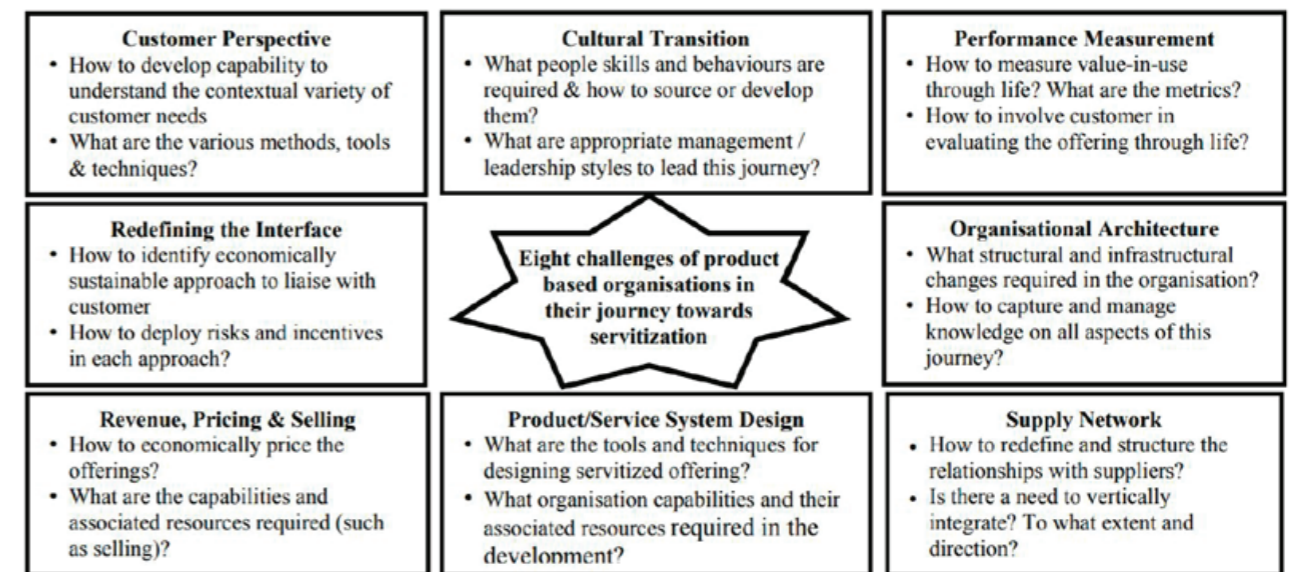 Customer Perspective
• How to develop capability to
understand the contextual variety of
customer needs
• What are the various methods, tools
& techniques?
Cultural Transition
• What people skills and behaviours are
required & how to source or develop
them?
• What are appropriate management /
leadership styles to lead this journey?
Performance Measurement
• How to measure value-in-use
through life? What are the metrics?
• How to involve customer in
evaluating the offering through life?
Redefining the Interface
• How to identify economically
sustainable approach to liaise with
customer
• How to deploy risks and incentives
in each approach?
Eight challenges of product
based organisations in
their journey towards
servitization
Organisational Architecture
• What structural and infrastructural
changes required in the organisation?
• How to capture and manage
knowledge on all aspects of this
journey?
Revenue, Pricing & Selling
• How to economically price the
offerings?
• What are the capabilities and
associated resources required (such
as selling)?
Product/Service System Design
• What are the tools and techniques for
designing servitized offering?
• What organisation capabilities and their
associated resources required in the
development?
Supply Network
• How to redefine and structure the
relationships with suppliers?
• Is there a need to vertically
integrate? To what extent and
direction?